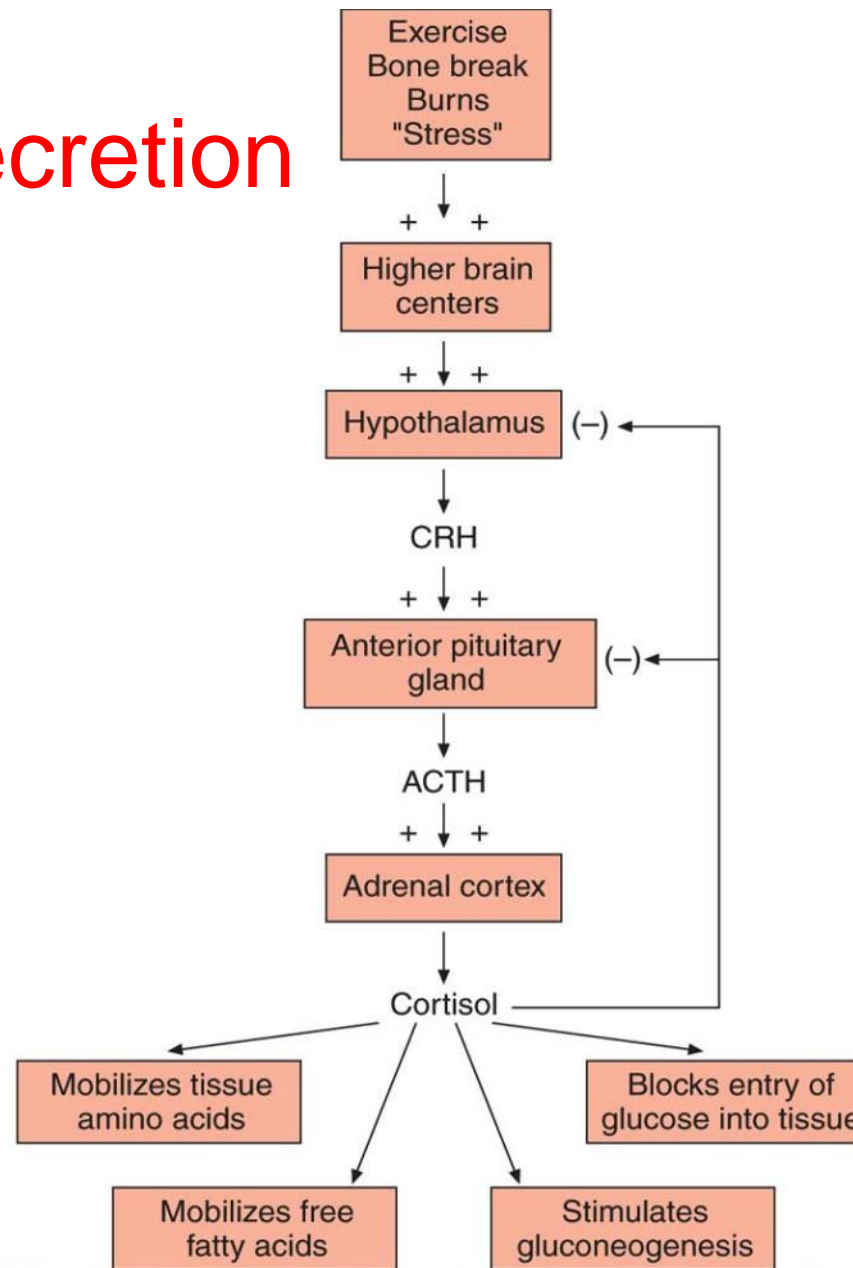 ecretion
Exercise
Bone break
Burns
"Stress"
+ +
Higher brain
centers
+ +
Hypothalamus (–)
CRH
+ +
Anterior pituitary
gland
(–)
ACTH
+ +
Adrenal cortex
Cortisol
Mobilizes tissue
amino acids
Blocks entry of
glucose into tissue
Mobilizes free
fatty acids
Stimulates
gluconeogenesis